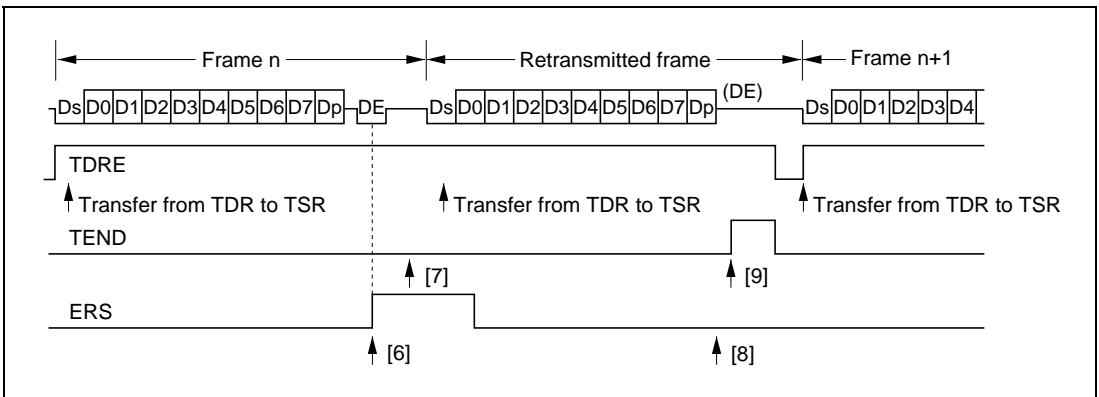 Frame n Retransmitted frame Frame n+1
Ds D0 D1 D2 D3 D4 D5 D6 D7 Dp DE Ds D0 D1 D2 D3 D4 D5 D6 D7 Dp (DE) Ds D0 D1 D2 D3 D4
TDRE
Transfer from TDR to TSR Transfer from TDR to TSR Transfer from TDR to TSR
TEND
[7] [9]
ERS
[6] [8]